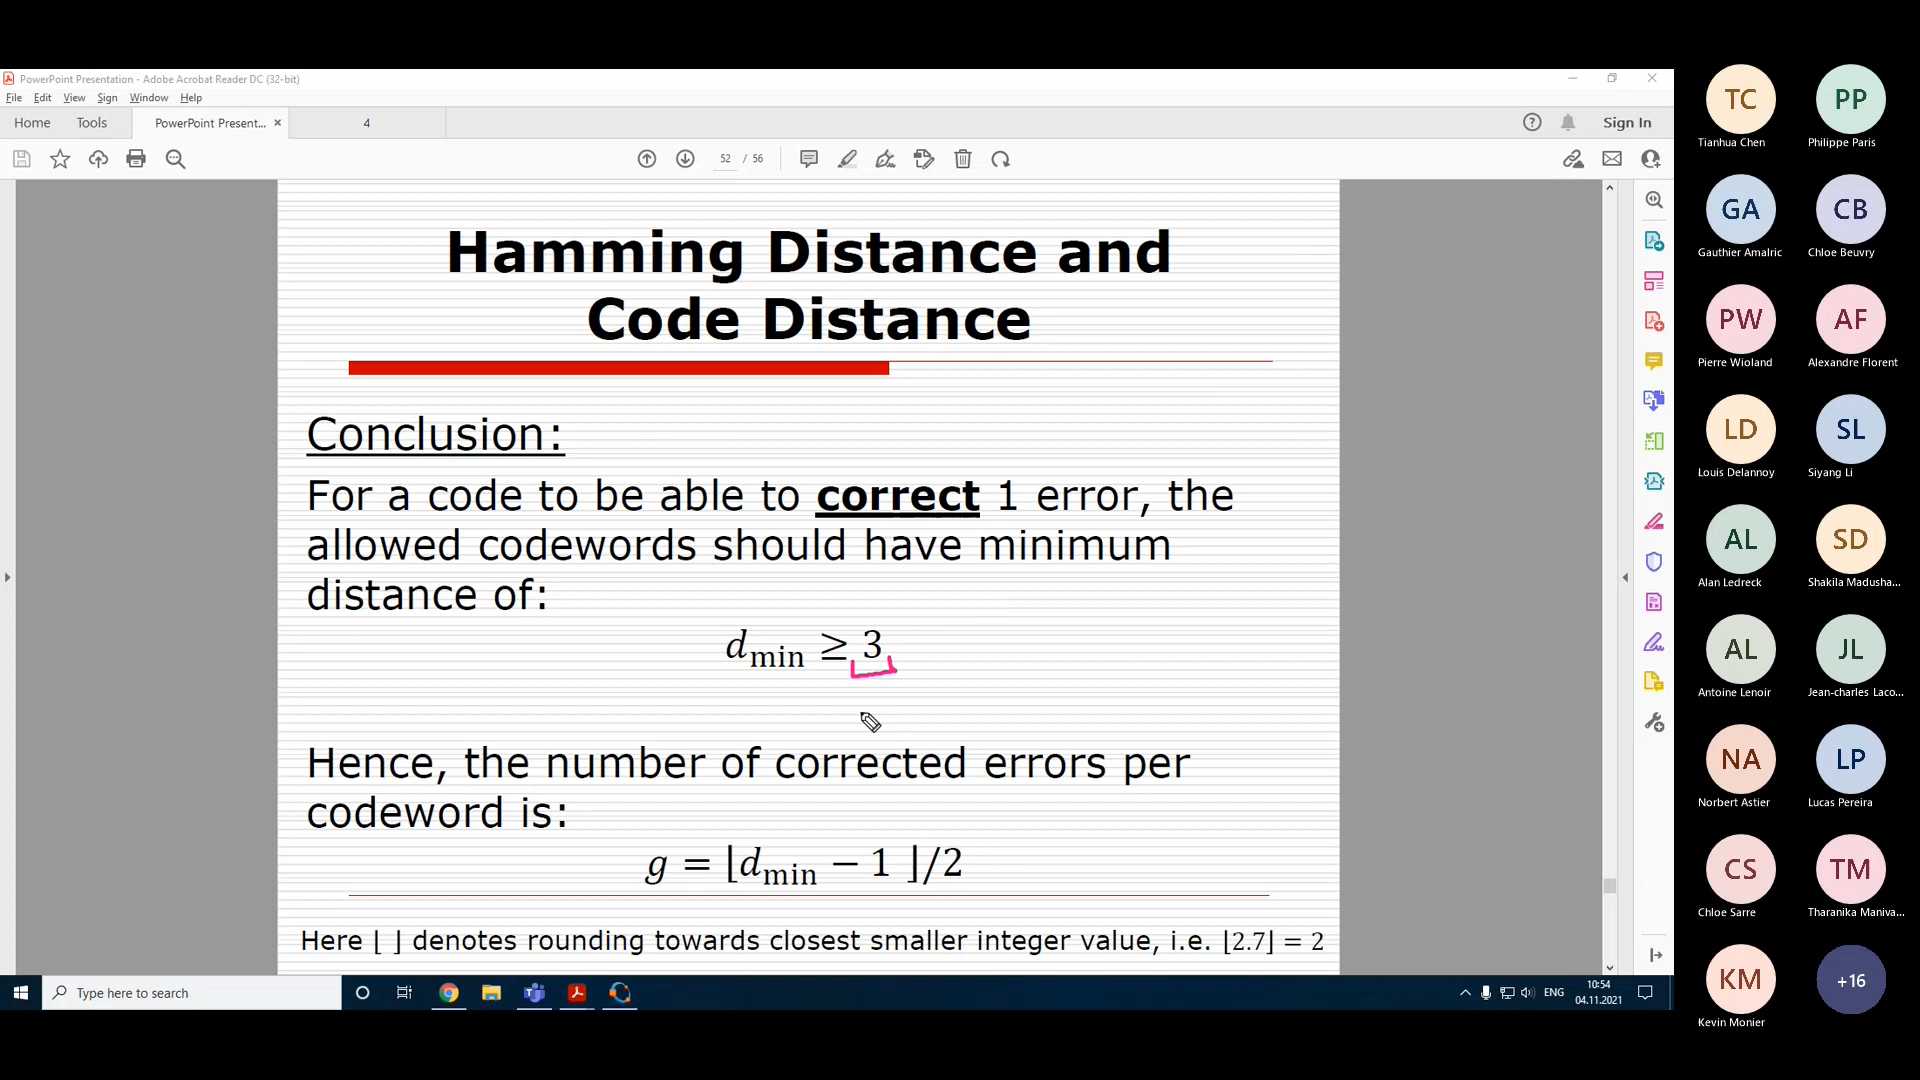 PowerPoint Presentation - Adobe Acrobat Reader DC (32-bit)
File Edit View Sign Window Help
Home Tools PowerPoint Present... × 4 Sign In
52 / 56
Hamming Distance and
Code Distance
Conclusion:
For a code to be able to correct 1 error, the
allowed codewords should have minimum
distance of:
d_min ≥ 3
Hence, the number of corrected errors per
codeword is:
g = ⌊d_min − 1 ⌋/2
Here ⌊ ⌋ denotes rounding towards closest smaller integer value, i.e. ⌊2.7⌋ = 2
Type here to search
ENG
10:54
04.11.2021
TC PP
Tianhua Chen Philippe Paris
GA CB
Gauthier Amalric Chloe Beuvry
PW AF
Pierre Wioland Alexandre Florent
LD SL
Louis Delannoy Siyang Li
AL SD
Alan Ledreck Shakila Madusha...
AL JL
Antoine Lenoir Jean-charles Laco...
NA LP
Norbert Astier Lucas Pereira
CS TM
Chloe Sarre Tharanika Maniva...
KM +16
Kevin Monier